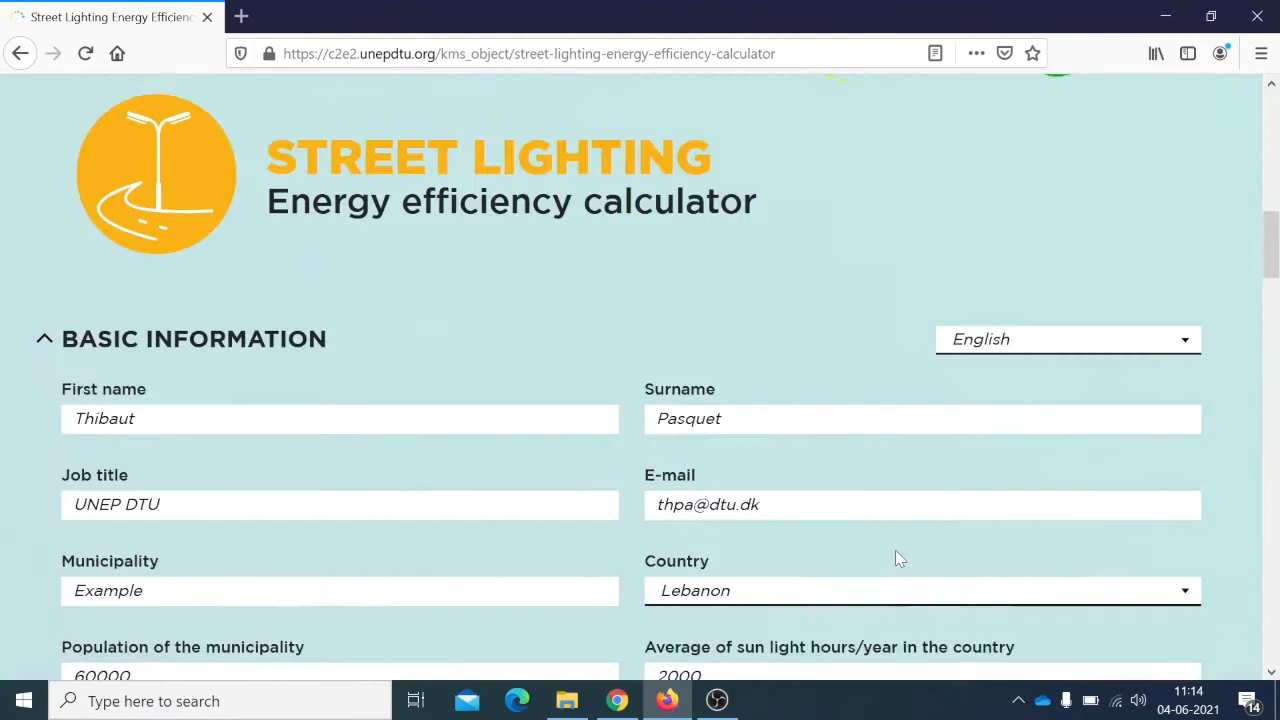 Street Lighting Energy Efficienc
https://c2e2.unepdtu.org/kms_object/street-lighting-energy-efficiency-calculator
STREET LIGHTING
Energy efficiency calculator
BASIC INFORMATION
English
First name
Surname
Thibaut
Pasquet
Job title
E-mail
UNEP DTU
thpa@dtu.dk
Municipality
Country
Example
Lebanon
Population of the municipality
Average of sun light hours/year in the country
60000
2000
Type here to search
11:14
04-06-2021
14